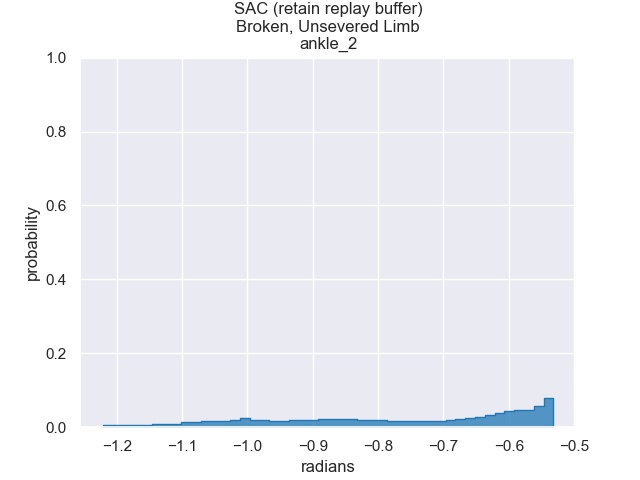 SAC (retain replay buffer)
Broken, Unsevered Limb
ankle_2
1.0
0.8
0.6
0.4
0.2
0.0
probability
−1.2 −1.1 −1.0 −0.9 −0.8 −0.7 −0.6 −0.5
radians